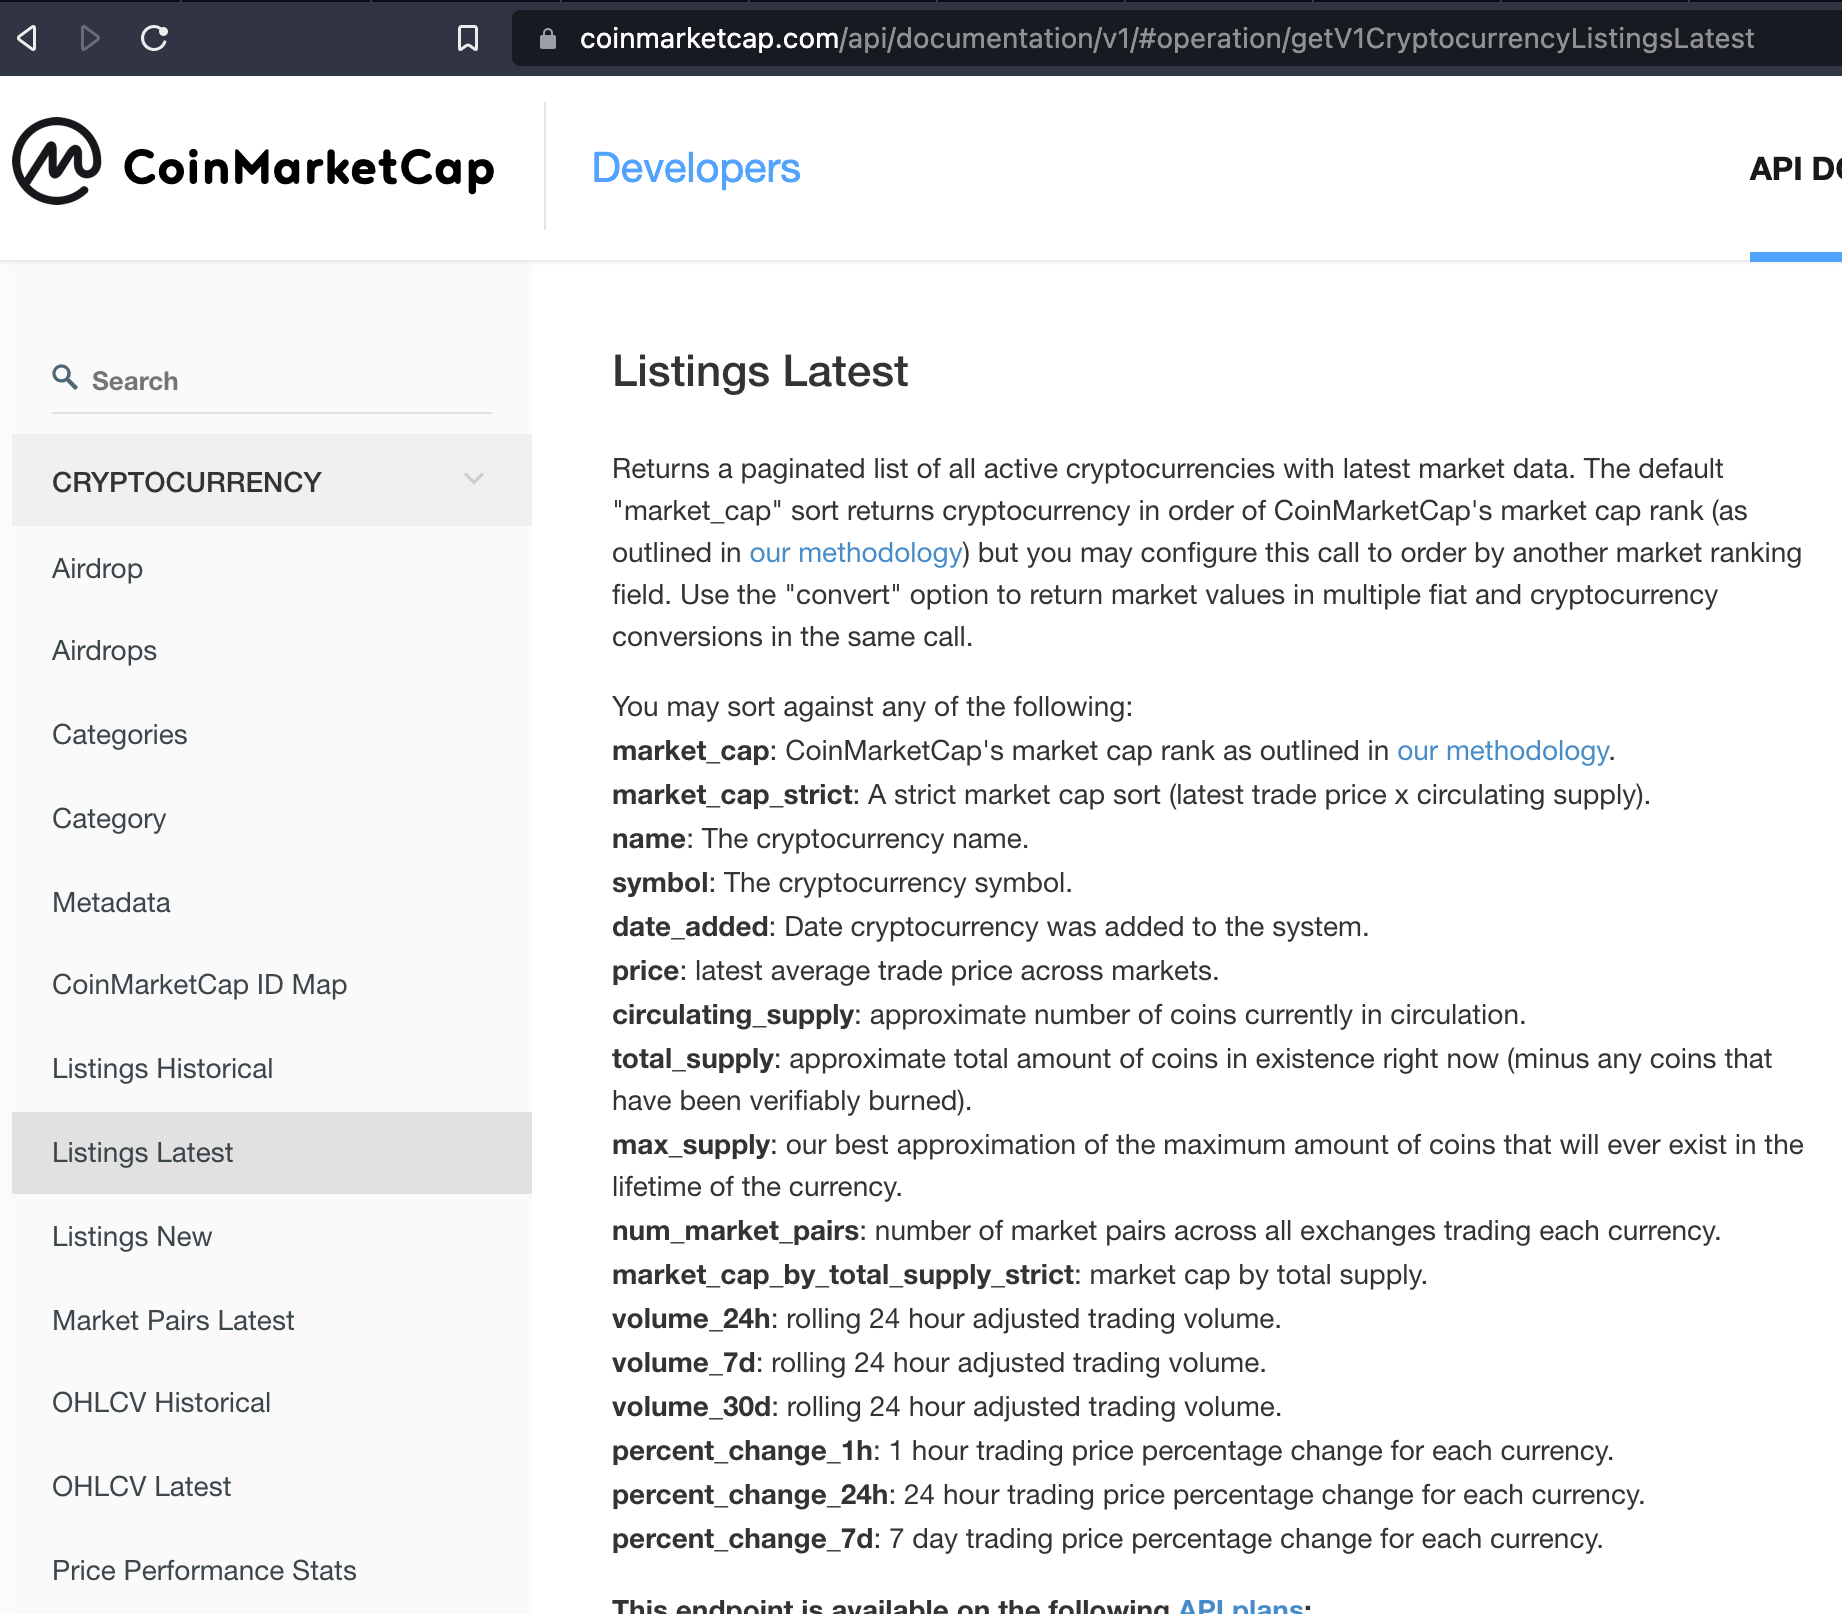 coinmarketcap.com/api/documentation/v1/#operation/getV1CryptocurrencyListingsLatest
CoinMarketCap
Developers
API DO
Search
CRYPTOCURRENCY
Airdrop
Airdrops
Categories
Category
Metadata
CoinMarketCap ID Map
Listings Historical
Listings Latest
Listings New
Market Pairs Latest
OHLCV Historical
OHLCV Latest
Price Performance Stats
Listings Latest
Returns a paginated list of all active cryptocurrencies with latest market data. The default
"market_cap" sort returns cryptocurrency in order of CoinMarketCap's market cap rank (as
outlined in our methodology) but you may configure this call to order by another market ranking
field. Use the "convert" option to return market values in multiple fiat and cryptocurrency
conversions in the same call.
You may sort against any of the following:
market_cap: CoinMarketCap's market cap rank as outlined in our methodology.
market_cap_strict: A strict market cap sort (latest trade price x circulating supply).
name: The cryptocurrency name.
symbol: The cryptocurrency symbol.
date_added: Date cryptocurrency was added to the system.
price: latest average trade price across markets.
circulating_supply: approximate number of coins currently in circulation.
total_supply: approximate total amount of coins in existence right now (minus any coins that
have been verifiably burned).
max_supply: our best approximation of the maximum amount of coins that will ever exist in the
lifetime of the currency.
num_market_pairs: number of market pairs across all exchanges trading each currency.
market_cap_by_total_supply_strict: market cap by total supply.
volume_24h: rolling 24 hour adjusted trading volume.
volume_7d: rolling 24 hour adjusted trading volume.
volume_30d: rolling 24 hour adjusted trading volume.
percent_change_1h: 1 hour trading price percentage change for each currency.
percent_change_24h: 24 hour trading price percentage change for each currency.
percent_change_7d: 7 day trading price percentage change for each currency.
This endpoint is available on the following API plans: